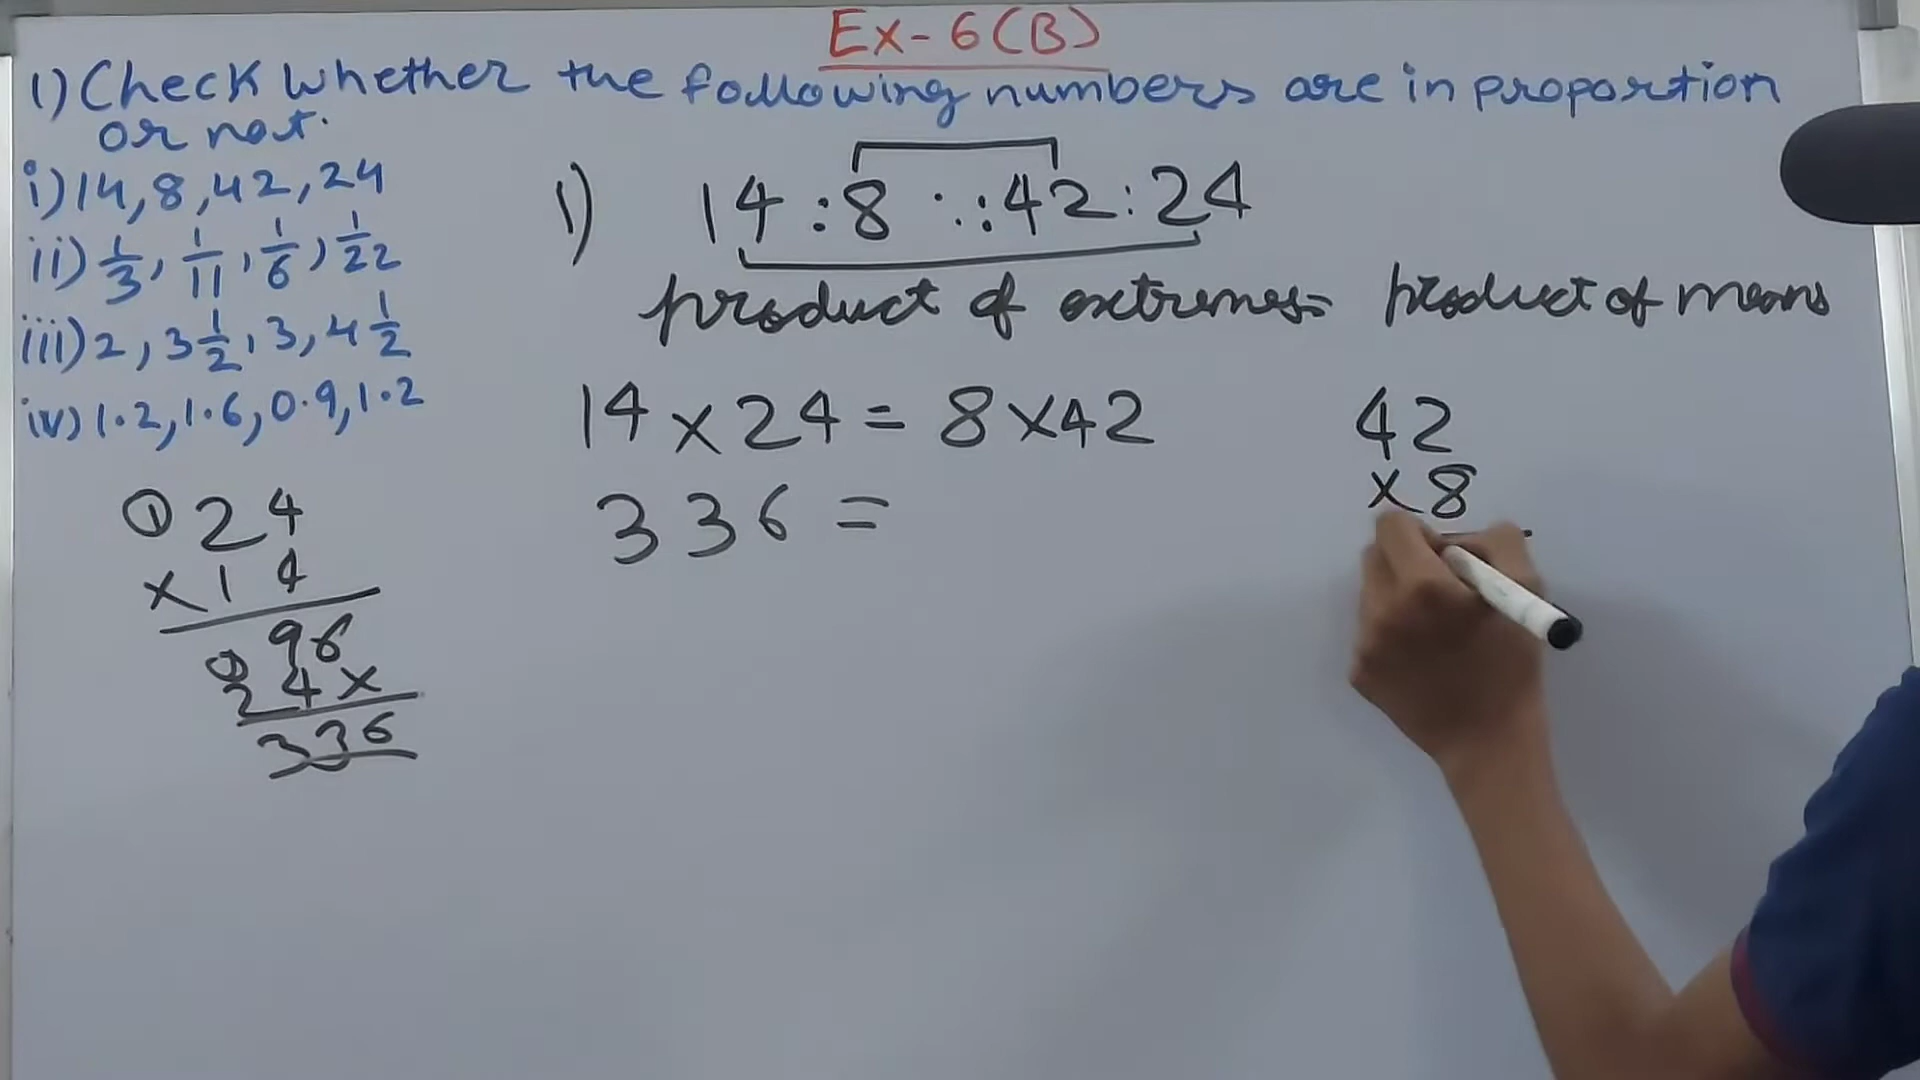 Ex-6(B)
1) Check whether the following numbers are in proportion
or not.
i) 14, 8, 42, 24
ii) 1/3, 1/11, 1/6, 1/22
iii) 2, 3 1/2, 3, 4 1/2
iv) 1.2, 1.6, 0.9, 1.2
1) 14 : 8 :: 42 : 24
product of extremes = product of means
14 x 24 = 8 x 42
336 =
42
x 8
① 24
x 14
96
① 24x
336